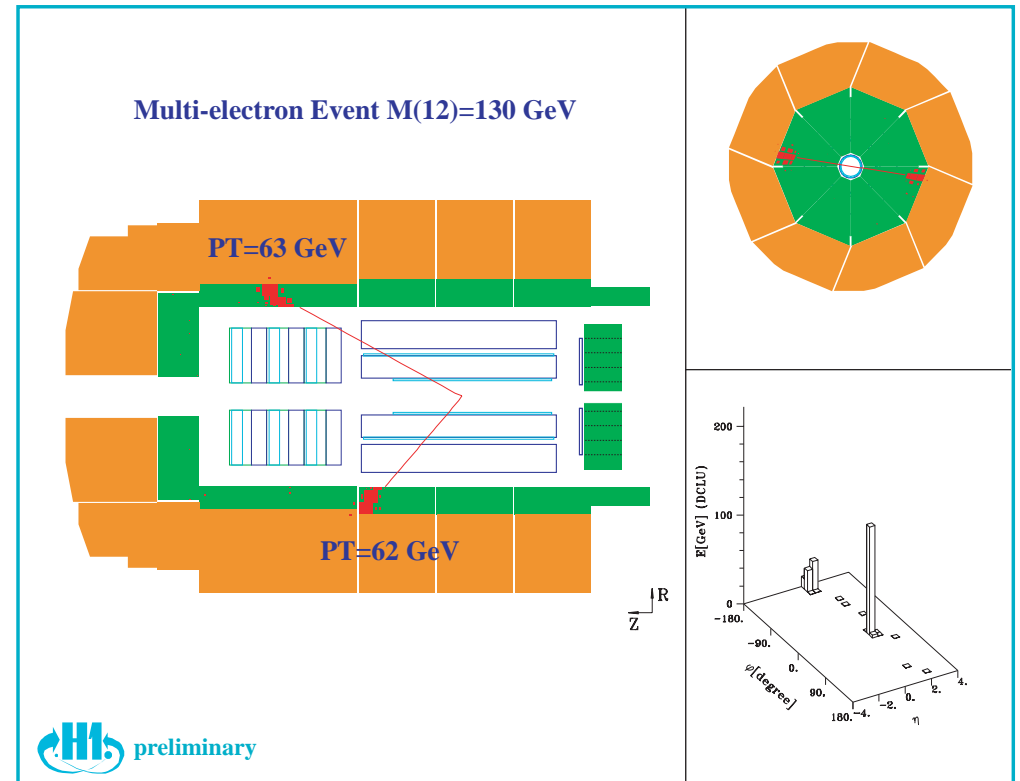 Multi-electron Event M(12)=130 GeV
PT=63 GeV
PT=62 GeV
R
Z
H1 preliminary
E[GeV] (DCLU)
200
100
0
-180.
-90.
0.
90.
180.
φ[degree]
-4.
-2.
0.
2.
4.
η